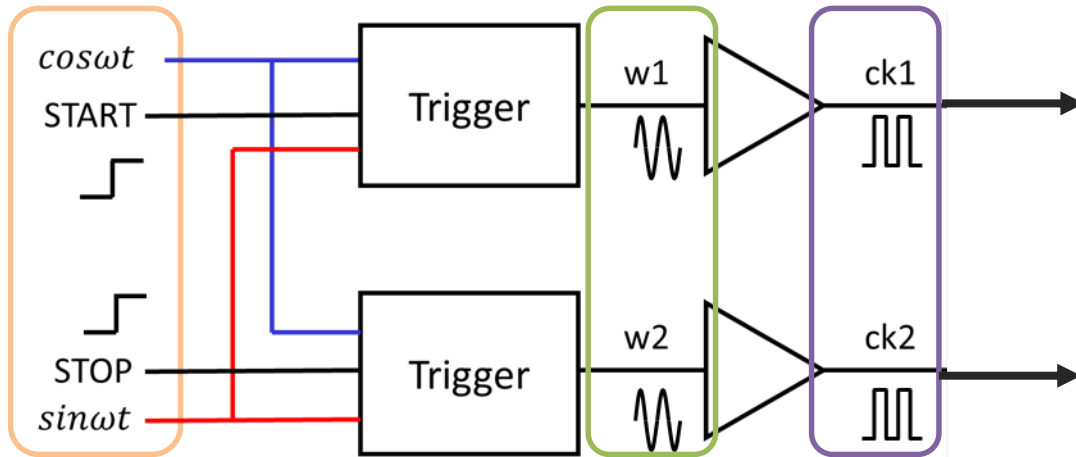 cosωt
START
Trigger
w1
ck1
STOP
sinωt
Trigger
w2
ck2